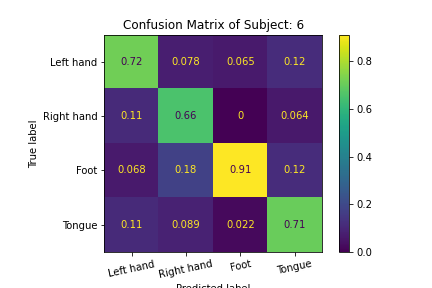 Confusion Matrix of Subject: 6
Left hand 0.72 0.078 0.065 0.12
Right hand 0.11 0.66 0 0.064
Foot 0.068 0.18 0.91 0.12
Tongue 0.11 0.089 0.022 0.71
True label
Left hand Right hand Foot Tongue
Predicted label
0.8
0.6
0.4
0.2
0.0